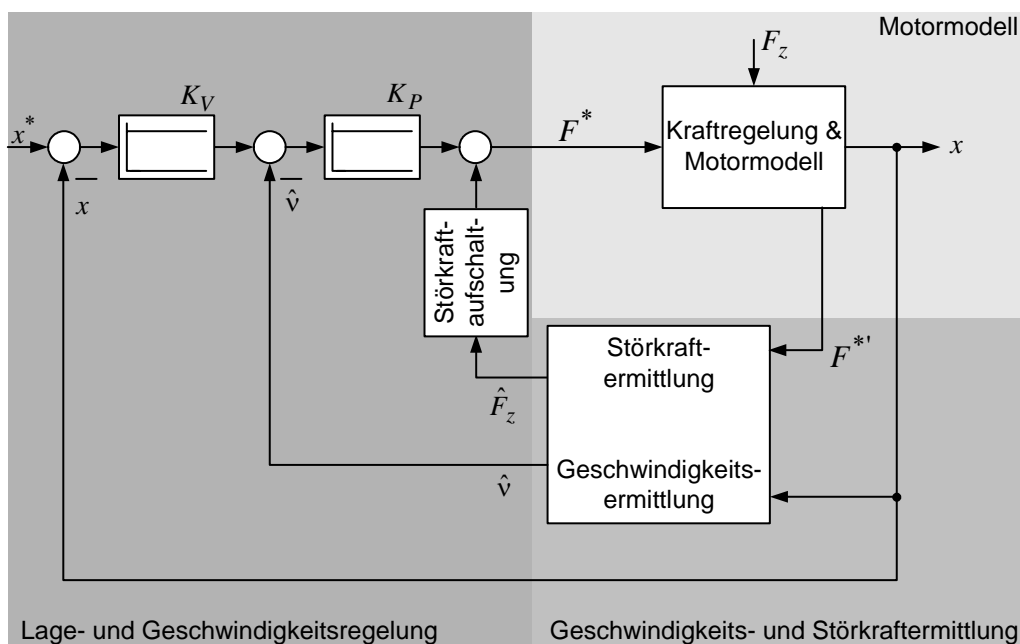 Motormodell
F_z
K_V
K_P
x*
F*
Kraftregelung &
Motormodell
x
x
ν̂
Störkraft-
aufschalt-
ung
F*'
Störkraft-
ermittlung
F̂_z
Geschwindigkeits-
ermittlung
ν̂
Lage- und Geschwindigkeitsregelung
Geschwindigkeits- und Störkraftermittlung